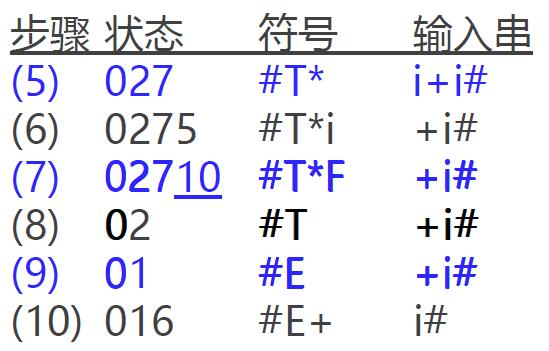 步骤 状态 符号 输入串
(5) 027 #T* i+i#
(6) 0275 #T*i +i#
(7) 02710 #T*F +i#
(8) 02 #T +i#
(9) 01 #E +i#
(10) 016 #E+ i#